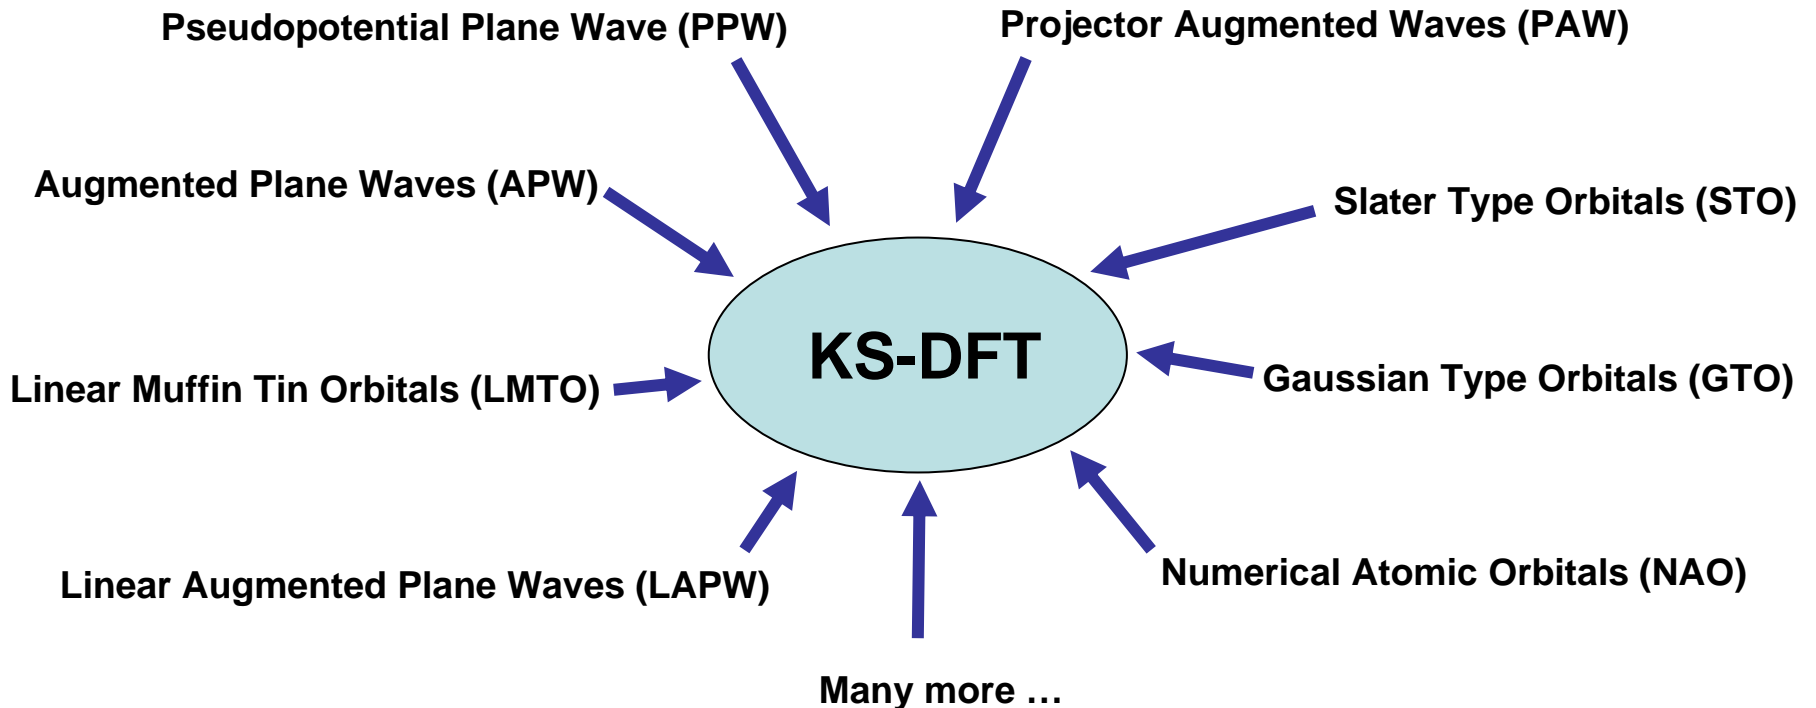 Pseudopotential Plane Wave (PPW)
Projector Augmented Waves (PAW)
Augmented Plane Waves (APW)
Slater Type Orbitals (STO)
KS-DFT
Linear Muffin Tin Orbitals (LMTO)
Gaussian Type Orbitals (GTO)
Linear Augmented Plane Waves (LAPW)
Numerical Atomic Orbitals (NAO)
Many more …